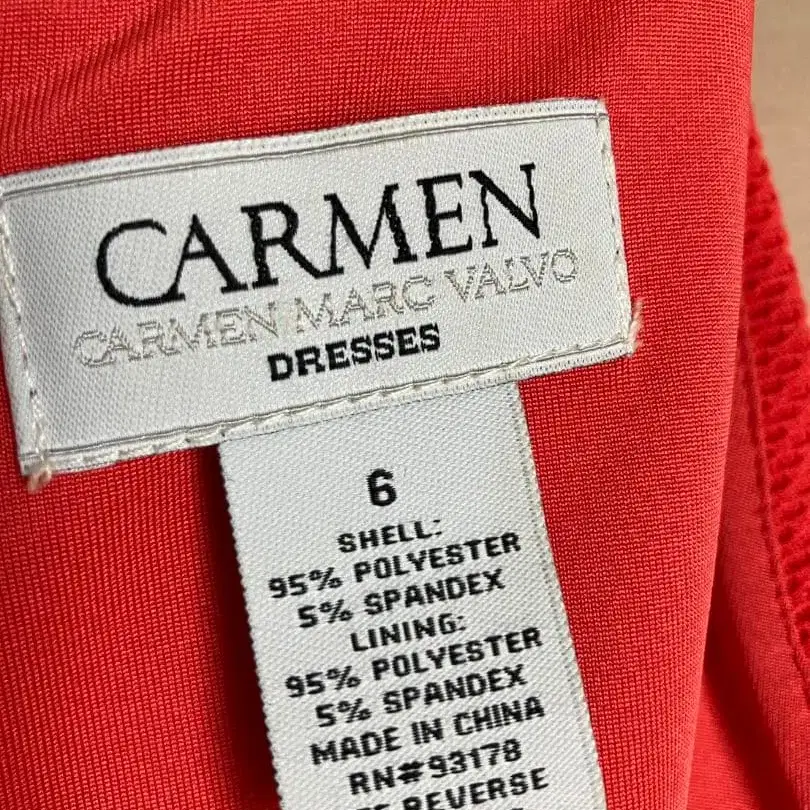 CARMEN
CARMEN MARC VALVO
DRESSES
6
SHELL:
95% POLYESTER
5% SPANDEX
LINING:
95% POLYESTER
5% SPANDEX
MADE IN CHINA
RN#93178
REVERSE